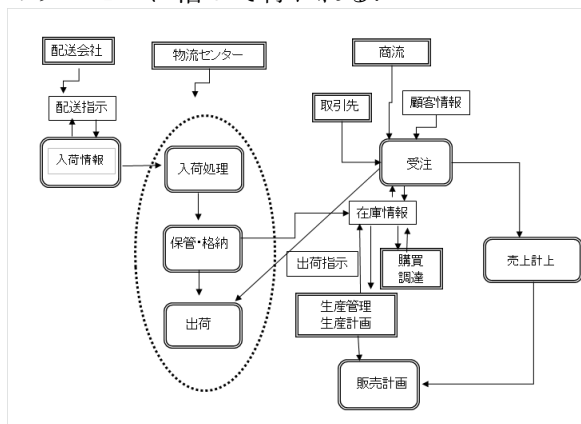 配送会社
物流センター
商流
取引先
顧客情報
配送指示
入荷情報
入荷処理
受注
在庫情報
保管・格納
出荷指示
購買
調達
売上計上
生産管理
生産計画
出荷
販売計画